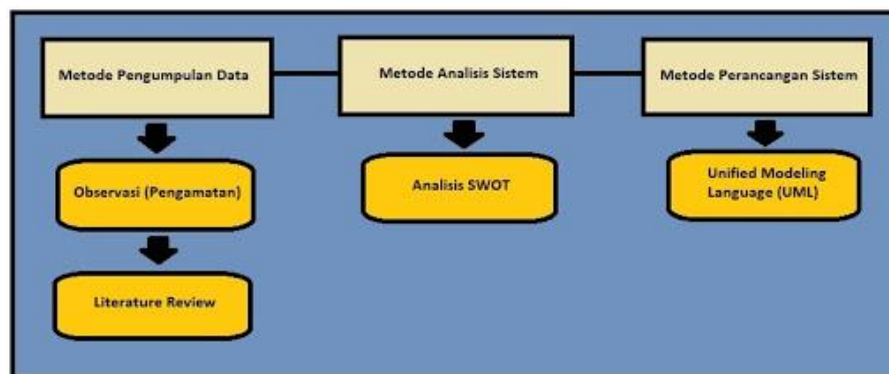 Metode Pengumpulan Data
Metode Analisis Sistem
Metode Perancangan Sistem
Observasi (Pengamatan)
Analisis SWOT
Unified Modeling
Language (UML)
Literature Review